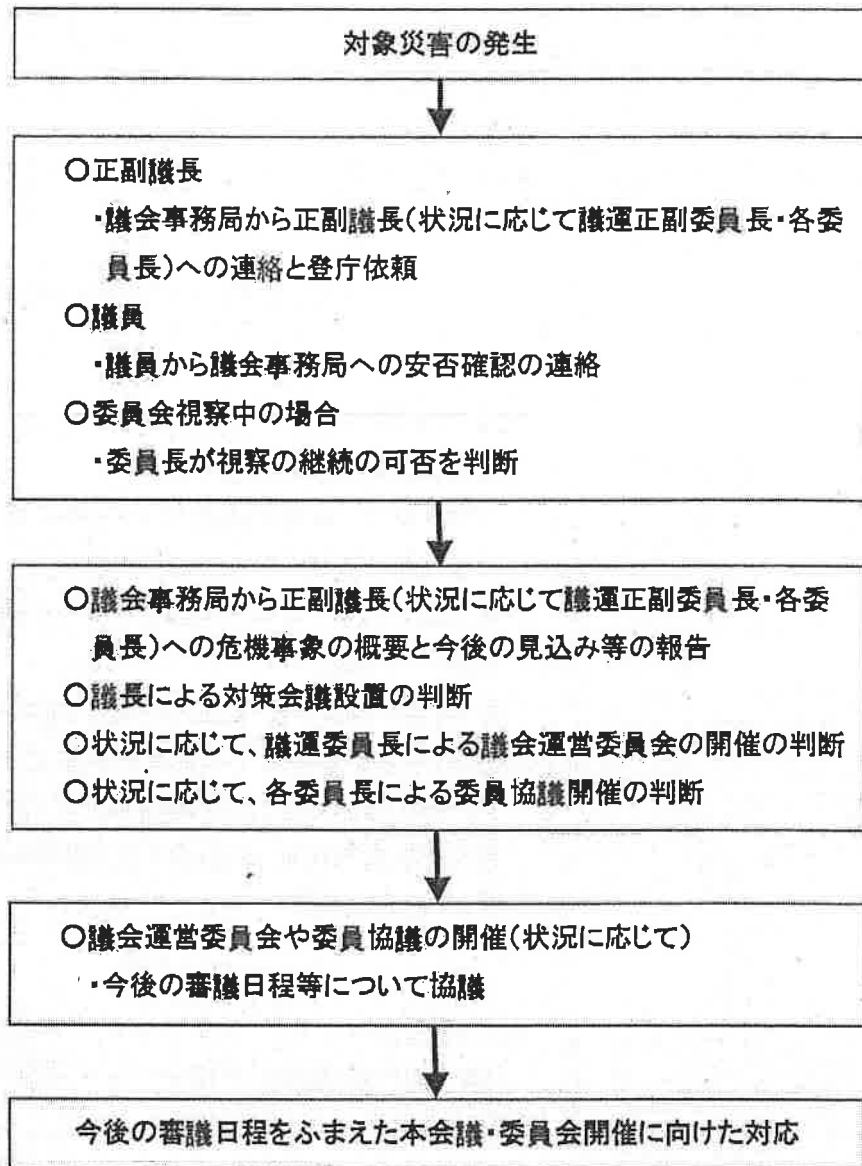 対象災害の発生
○正副議長
・議会事務局から正副議長(状況に応じて議運正副委員長・各委
員長)への連絡と登庁依頼
○議員
・議員から議会事務局への安否確認の連絡
○委員会視察中の場合
・委員長が視察の継続の可否を判断
○議会事務局から正副議長(状況に応じて議運正副委員長・各委
員長)への危機事象の概要と今後の見込み等の報告
○議長による対策会議設置の判断
○状況に応じて、議運委員長による議会運営委員会の開催の判断
○状況に応じて、各委員長による委員協議開催の判断
○議会運営委員会や委員協議の開催(状況に応じて)
・今後の審議日程等について協議
今後の審議日程をふまえた本会議・委員会開催に向けた対応